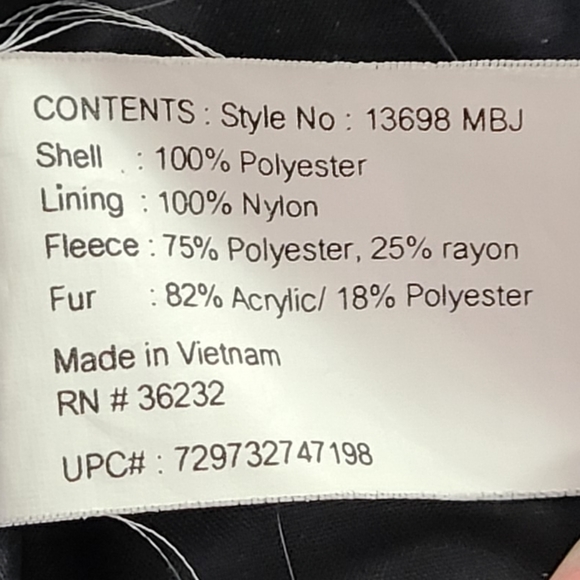 CONTENTS : Style No : 13698 MBJ
Shell : 100% Polyester
Lining : 100% Nylon
Fleece : 75% Polyester, 25% rayon
Fur : 82% Acrylic/ 18% Polyester
Made in Vietnam
RN # 36232
UPC# : 729732747198